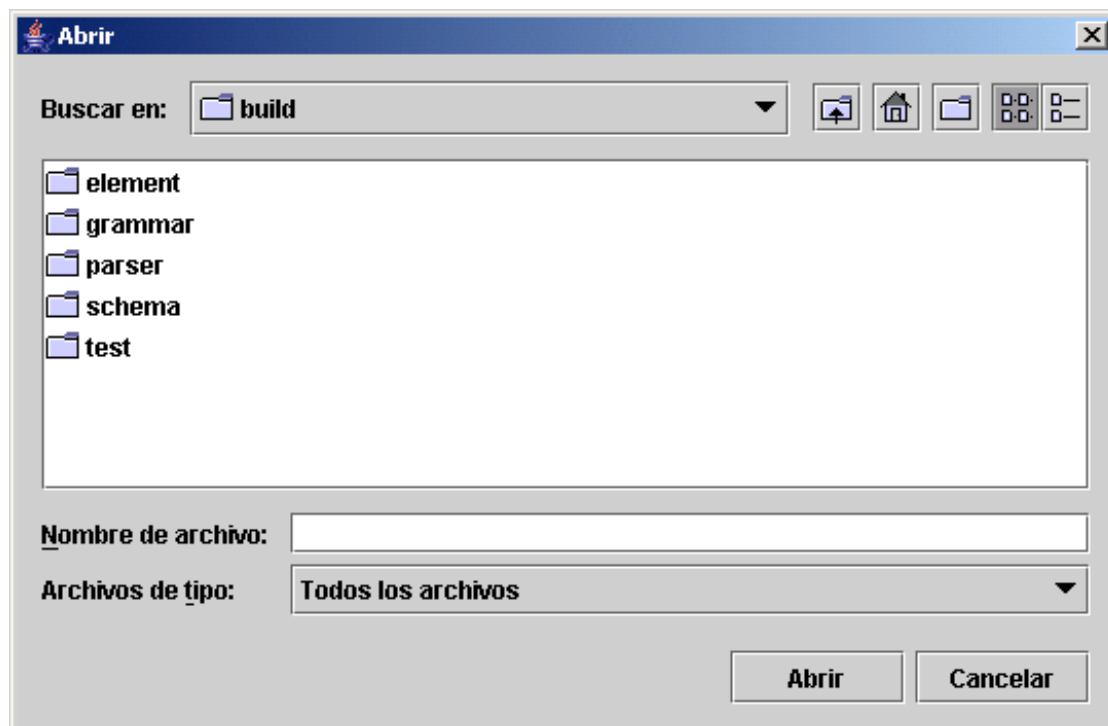 Abrir
Buscar en: build
element
grammar
parser
schema
test
Nombre de archivo:
Archivos de tipo: Todos los archivos
Abrir Cancelar